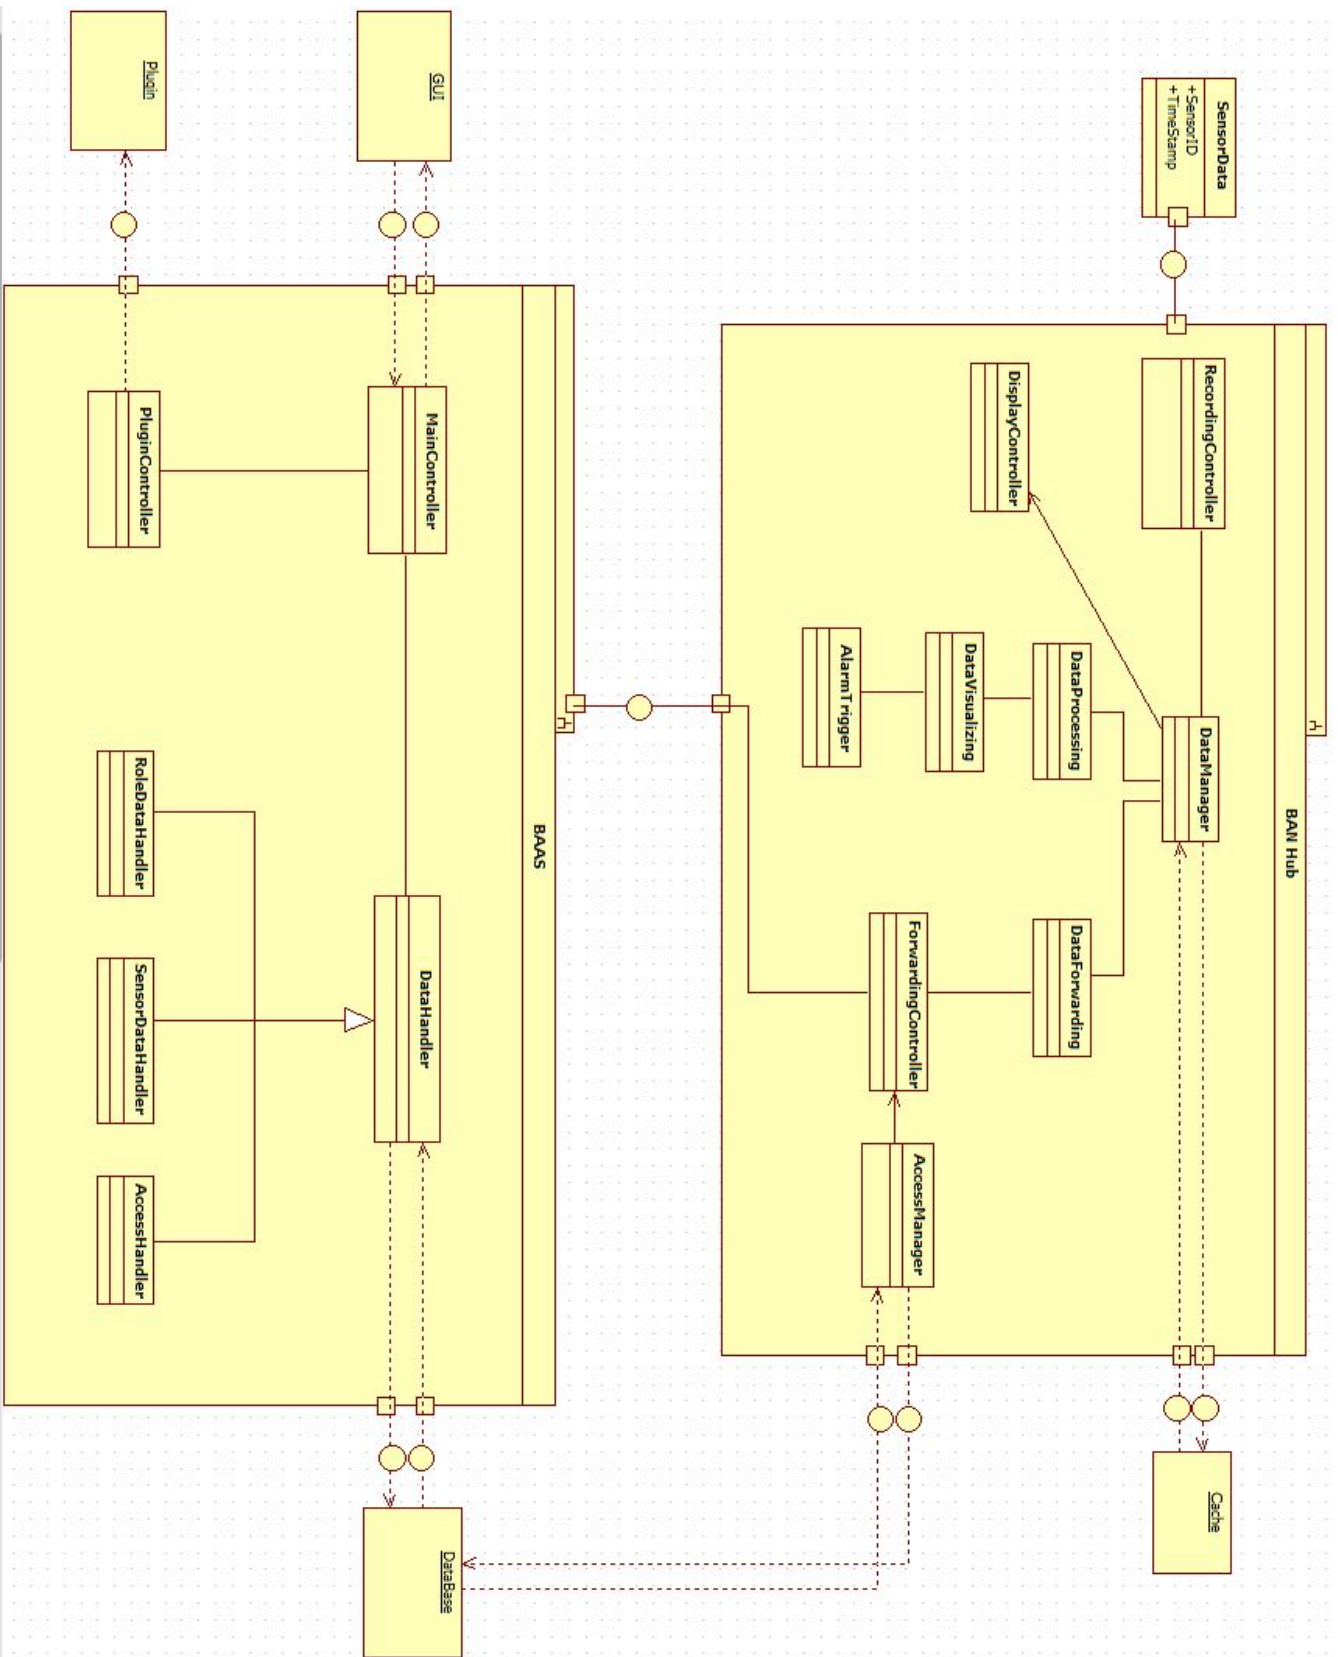 SensorData
+SensorID
+TimeStamp
BAN Hub
RecordingController
DisplayController
DataManager
DataProcessing
DataVisualizing
AlarmTrigger
DataForwarding
ForwardingController
AccessManager
Cache
GUI
Plugin
BAAS
MainController
PluginController
DataHandler
RoleDataHandler
SensorDataHandler
AccessHandler
DataBase